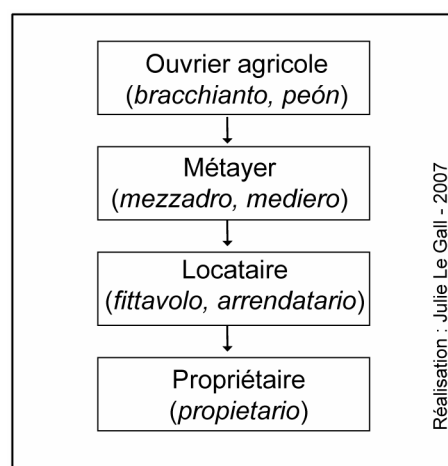 Ouvrier agricole
(bracchianto, peón)
Métayer
(mezzadro, mediero)
Locataire
(fittavolo, arrendatario)
Propriétaire
(propietario)
Réalisation : Julie Le Gall - 2007